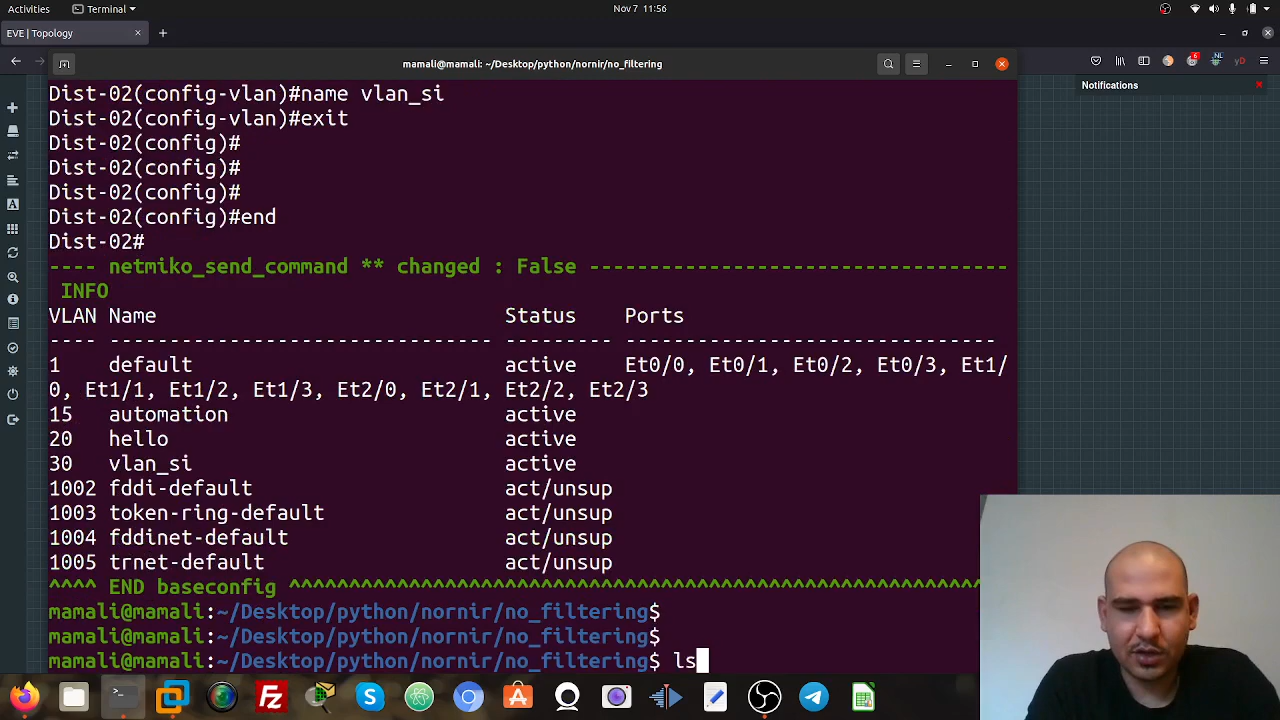 Activities
Terminal
Nov 7 11:56
EVE | Topology
mamali@mamali: ~/Desktop/python/nornir/no_filtering
Notifications
Dist-02(config-vlan)#name vlan_si
Dist-02(config-vlan)#exit
Dist-02(config)#
Dist-02(config)#
Dist-02(config)#
Dist-02(config)#end
Dist-02#
---- netmiko_send_command ** changed : False -----------------------------------
INFO
VLAN Name                             Status    Ports
---- -------------------------------- --------- -------------------------------
1    default                          active    Et0/0, Et0/1, Et0/2, Et0/3, Et1/
0, Et1/1, Et1/2, Et1/3, Et2/0, Et2/1, Et2/2, Et2/3
15   automation                       active
20   hello                            active
30   vlan_si                          active
1002 fddi-default                     act/unsup
1003 token-ring-default               act/unsup
1004 fddinet-default                  act/unsup
1005 trnet-default                    act/unsup
^^^^ END baseconfig ^^^^^^^^^^^^^^^^^^^^^^^^^^^^^^^^^^^^^^^^^^^^^^^^^^^^^^^^^^
mamali@mamali:~/Desktop/python/nornir/no_filtering$
mamali@mamali:~/Desktop/python/nornir/no_filtering$
mamali@mamali:~/Desktop/python/nornir/no_filtering$ ls